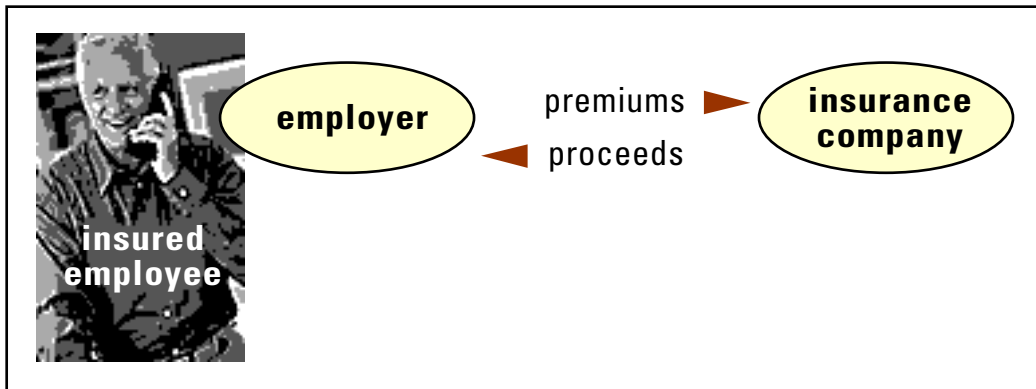 employer
premiums
insurance
company
proceeds
insured
employee